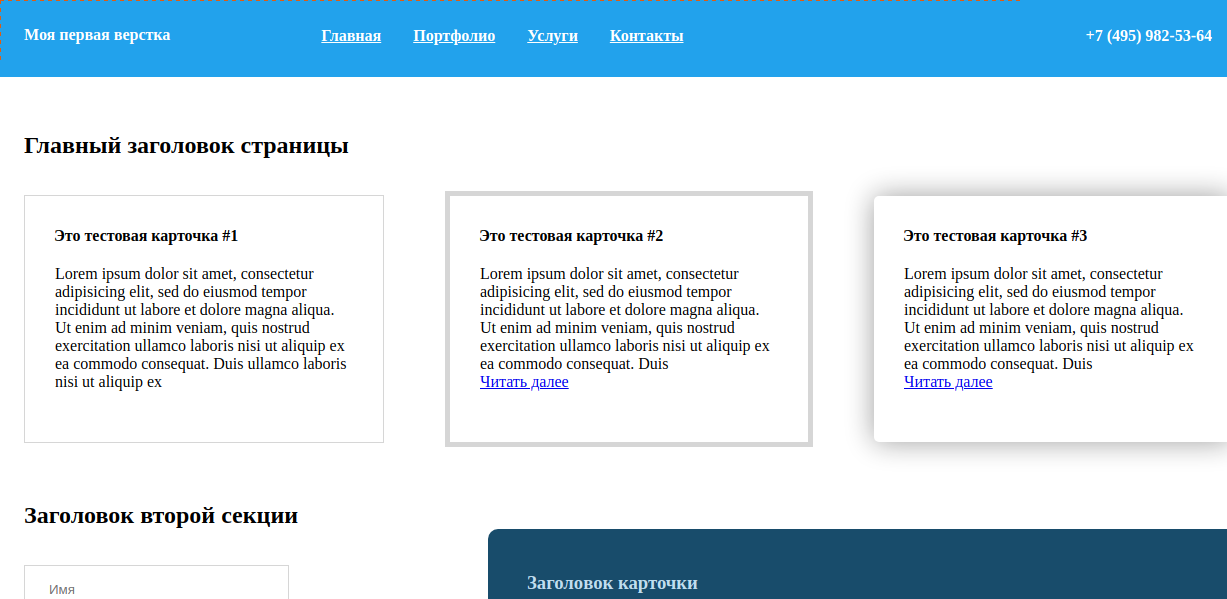 Моя первая верстка
Главная Портфолио Услуги Контакты
+7 (495) 982-53-64
Главный заголовок страницы
Это тестовая карточка #1
Lorem ipsum dolor sit amet, consectetur
adipisicing elit, sed do eiusmod tempor
incididunt ut labore et dolore magna aliqua.
Ut enim ad minim veniam, quis nostrud
exercitation ullamco laboris nisi ut aliquip ex
ea commodo consequat. Duis ullamco laboris
nisi ut aliquip ex
Это тестовая карточка #2
Lorem ipsum dolor sit amet, consectetur
adipisicing elit, sed do eiusmod tempor
incididunt ut labore et dolore magna aliqua.
Ut enim ad minim veniam, quis nostrud
exercitation ullamco laboris nisi ut aliquip ex
ea commodo consequat. Duis
Читать далее
Это тестовая карточка #3
Lorem ipsum dolor sit amet, consectetur
adipisicing elit, sed do eiusmod tempor
incididunt ut labore et dolore magna aliqua.
Ut enim ad minim veniam, quis nostrud
exercitation ullamco laboris nisi ut aliquip ex
ea commodo consequat. Duis
Читать далее
Заголовок второй секции
Имя
Заголовок карточки